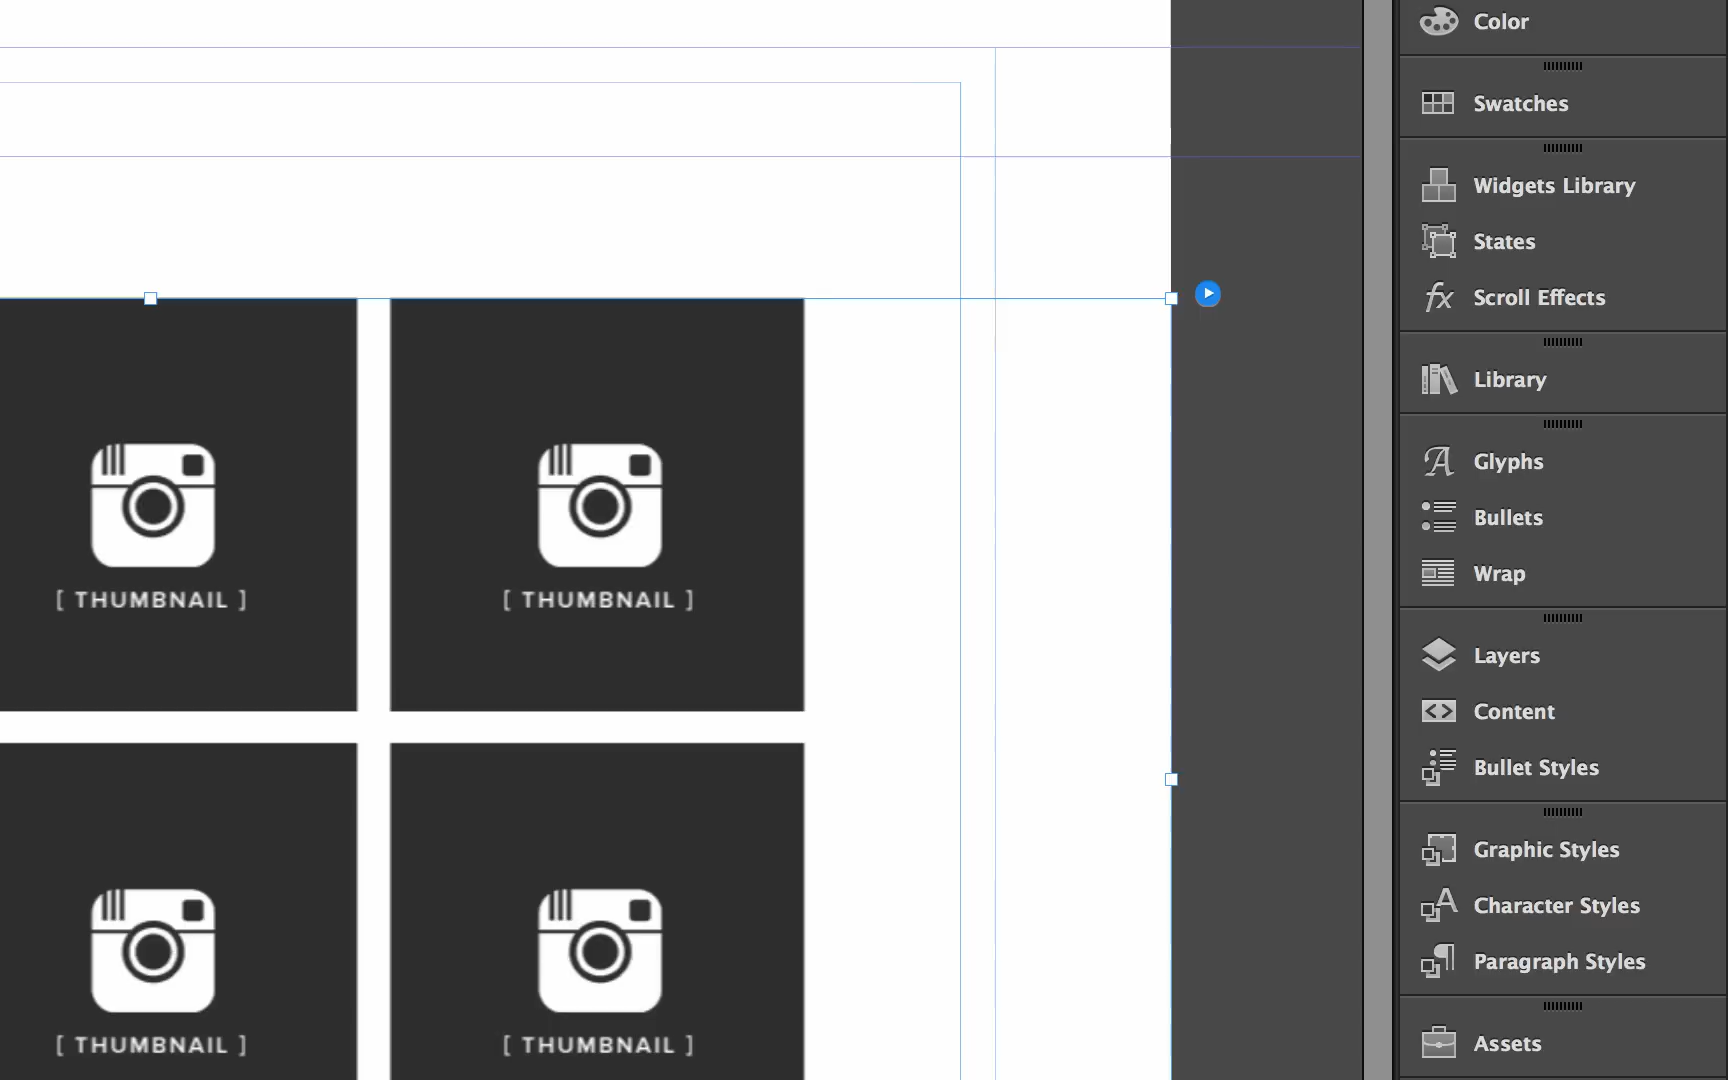 Color
Swatches
Widgets Library
States
Scroll Effects
Library
Glyphs
Bullets
Wrap
Layers
Content
Bullet Styles
Graphic Styles
Character Styles
Paragraph Styles
Assets
[ THUMBNAIL ]
[ THUMBNAIL ]
[ THUMBNAIL ]
[ THUMBNAIL ]